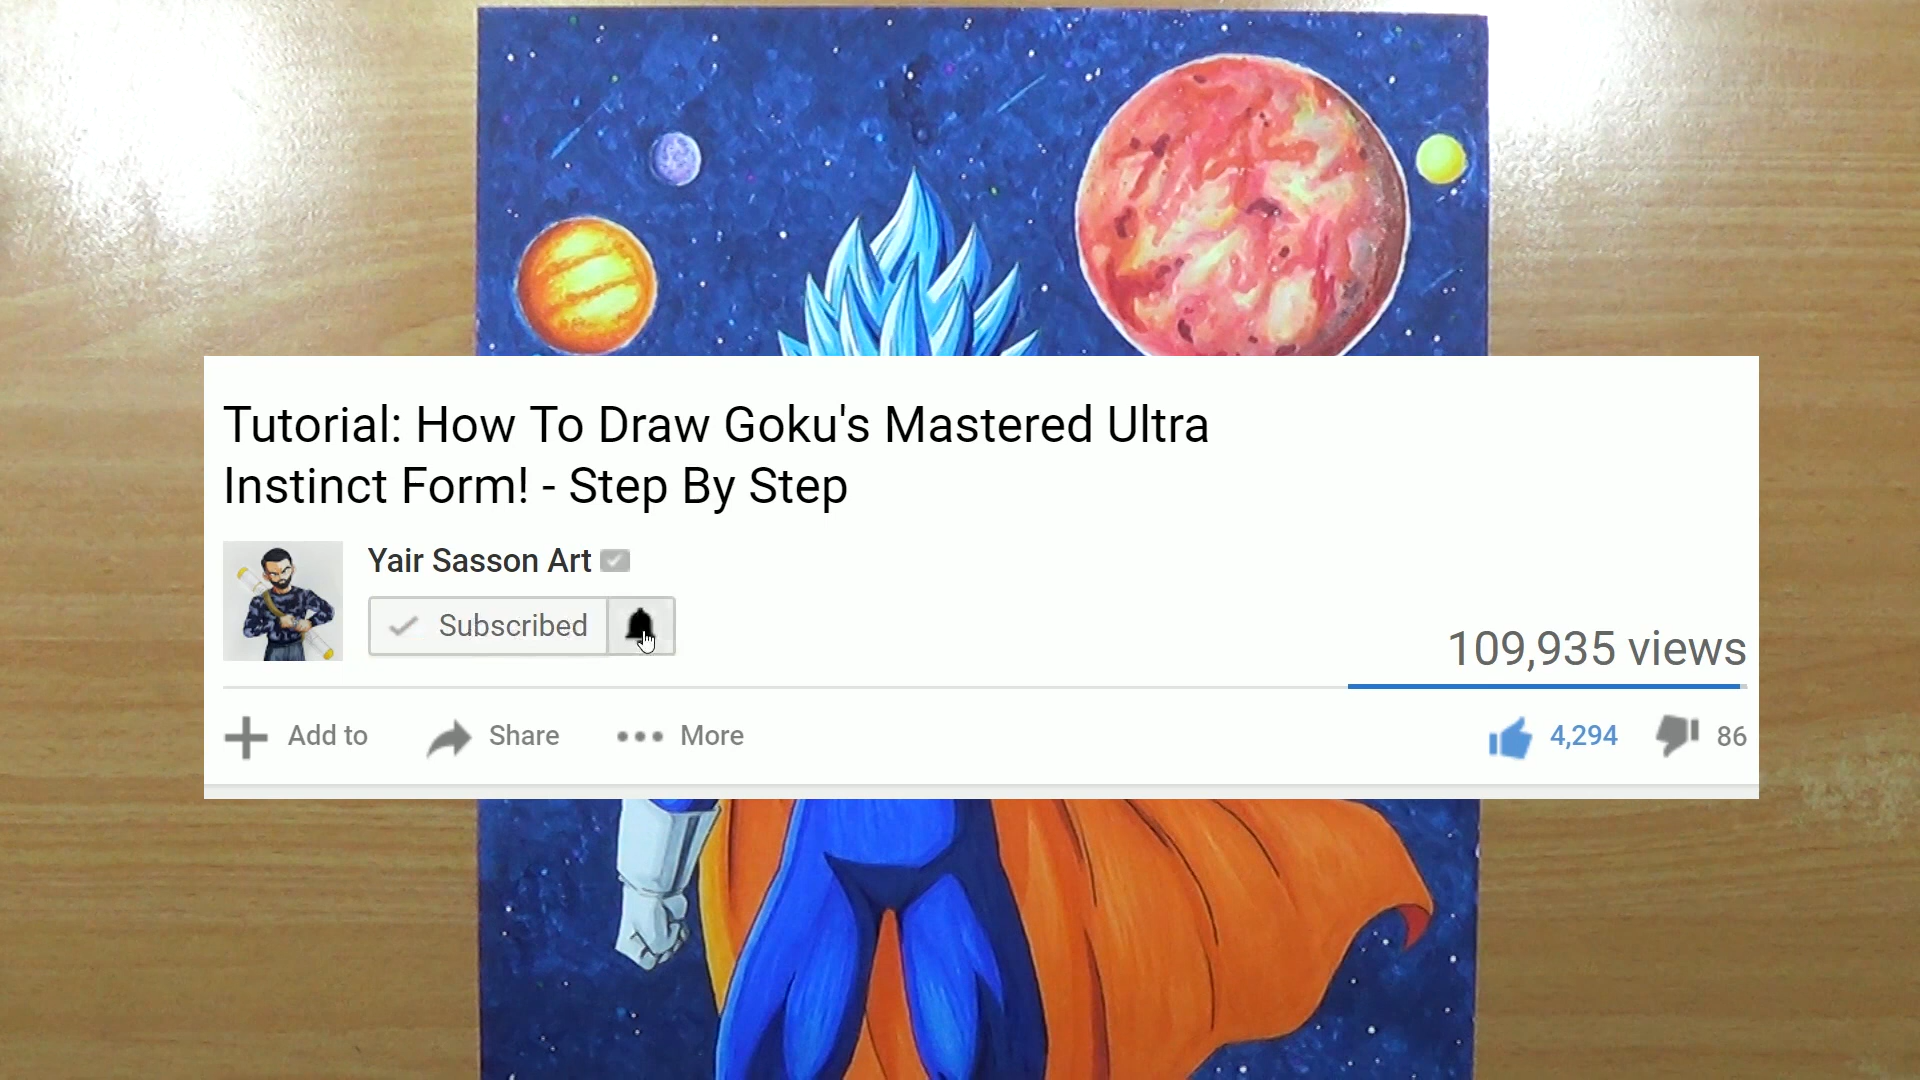 Tutorial: How To Draw Goku's Mastered Ultra
Instinct Form! - Step By Step
Yair Sasson Art
Subscribed
109,935 views
Add to
Share
More
4,294
86